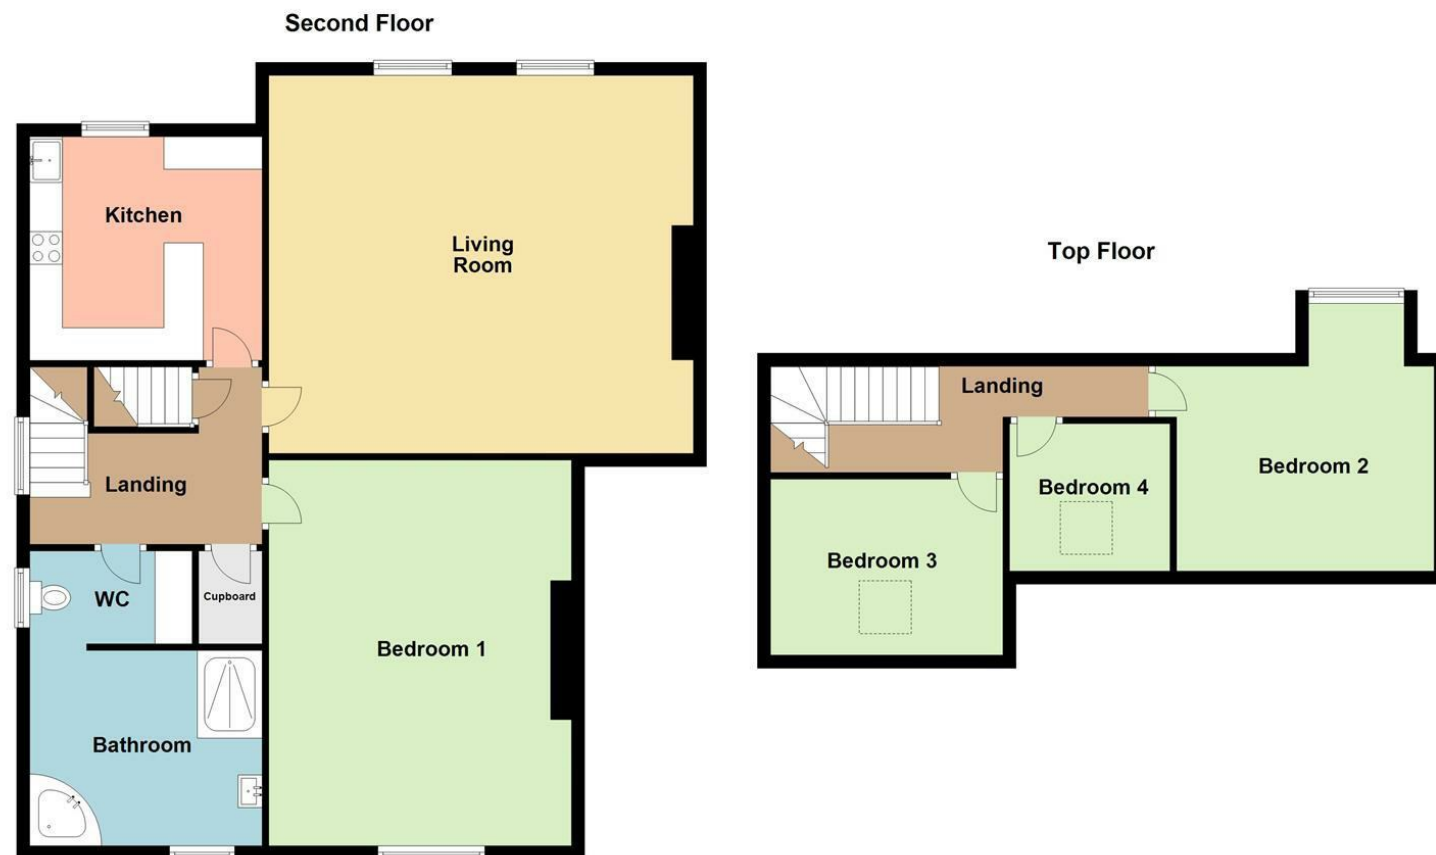 Second Floor
Kitchen
Living
Room
Landing
WC
Cupboard
Bedroom 1
Bathroom
Top Floor
Landing
Bedroom 2
Bedroom 4
Bedroom 3